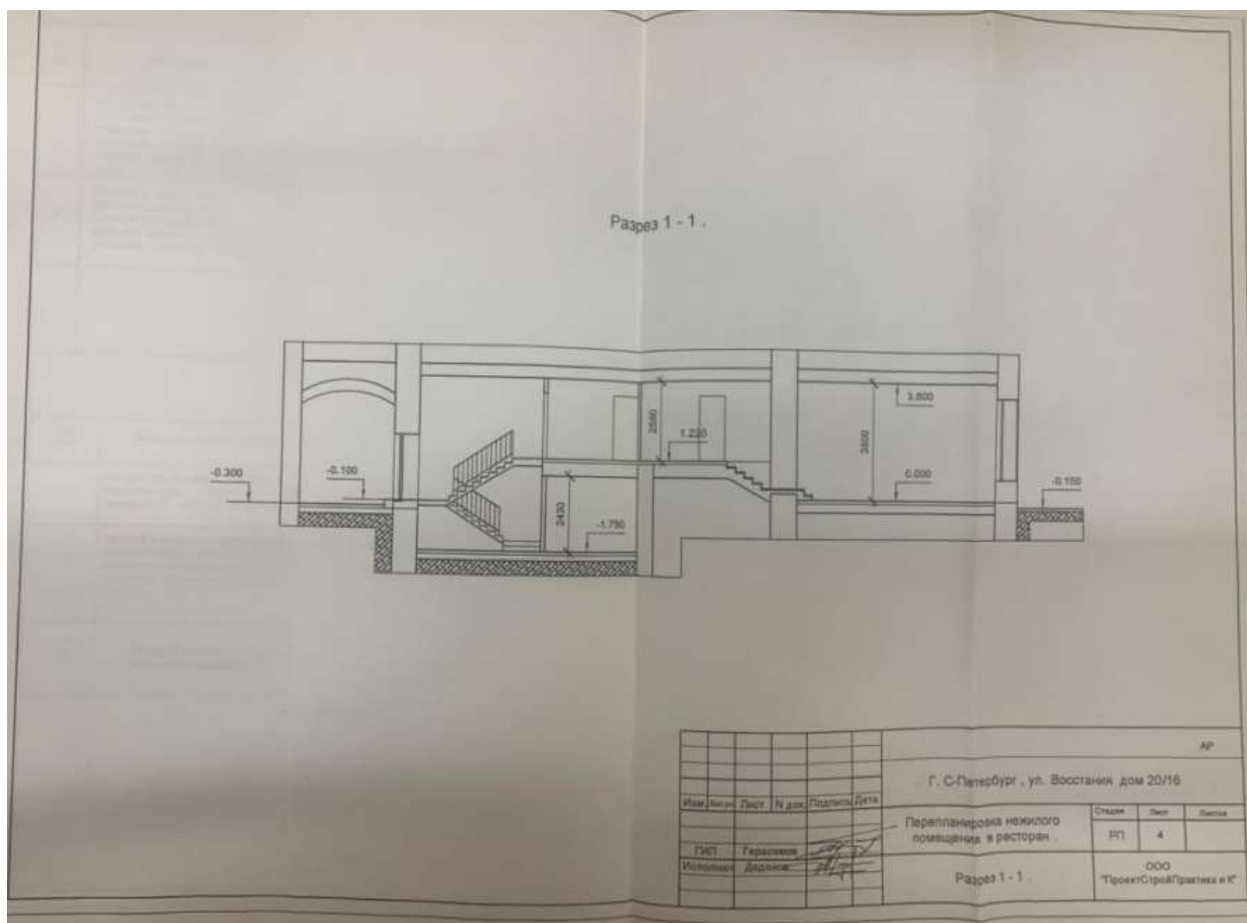 Разрез 1 - 1 .
2580
1.220
3.600
3600
-0.300
-0.100
0.000
-0.150
2430
-1.750
АР
Г. С-Петербург , ул. Восстания дом 20/16
Изм. Лист N док. Подпись Дата
Перепланировка нежилого
помещения в ресторан .
Стадия Лист Листов
РП 4
ГИП Герасимов
Исполнил Додонов
Разрез 1 - 1 .
ООО
"ПроектСтройПрактика и К"